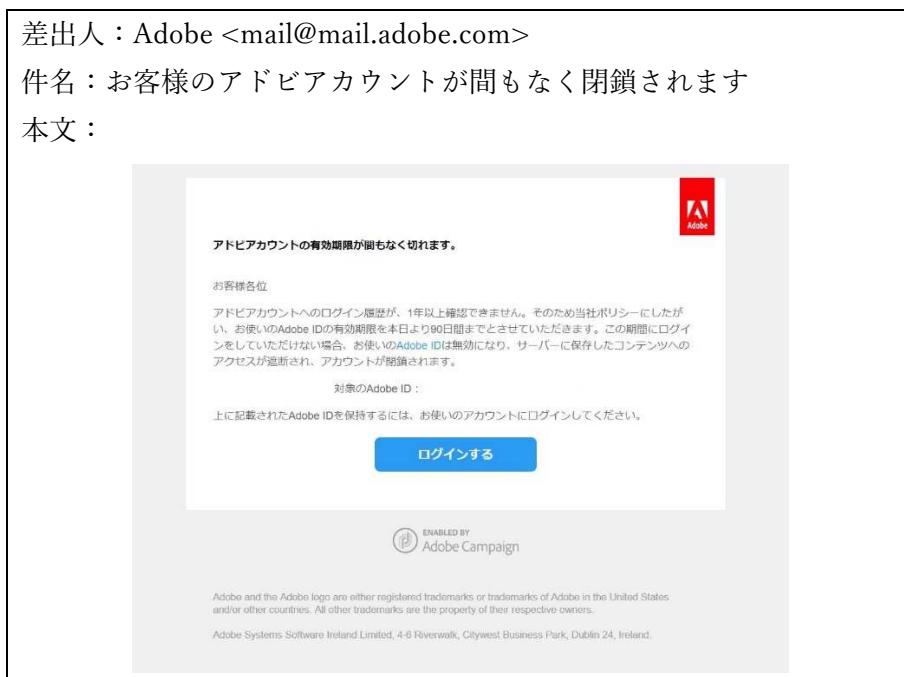 差出人：Adobe <mail@mail.adobe.com>
件名：お客様のアドビアカウントが間もなく閉鎖されます
本文：
Adobe
アドビアカウントの有効期限が間もなく切れます。
お客様各位
アドビアカウントへのログイン履歴が、1年以上確認できません。そのため当社ポリシーにしたが
い、お使いのAdobe IDの有効期限を本日より90日間までとさせていただきます。この期間にログイ
ンをしていただけない場合、お使いのAdobe IDは無効になり、サーバーに保存したコンテンツへの
アクセスが遮断され、アカウントが閉鎖されます。
対象のAdobe ID：
上に記載されたAdobe IDを保持するには、お使いのアカウントにログインしてください。
ログインする
ENABLED BY
Adobe Campaign
Adobe and the Adobe logo are either registered trademarks or trademarks of Adobe in the United States
and/or other countries. All other trademarks are the property of their respective owners.
Adobe Systems Software Ireland Limited, 4-6 Riverwalk, Citywest Business Park, Dublin 24, Ireland.